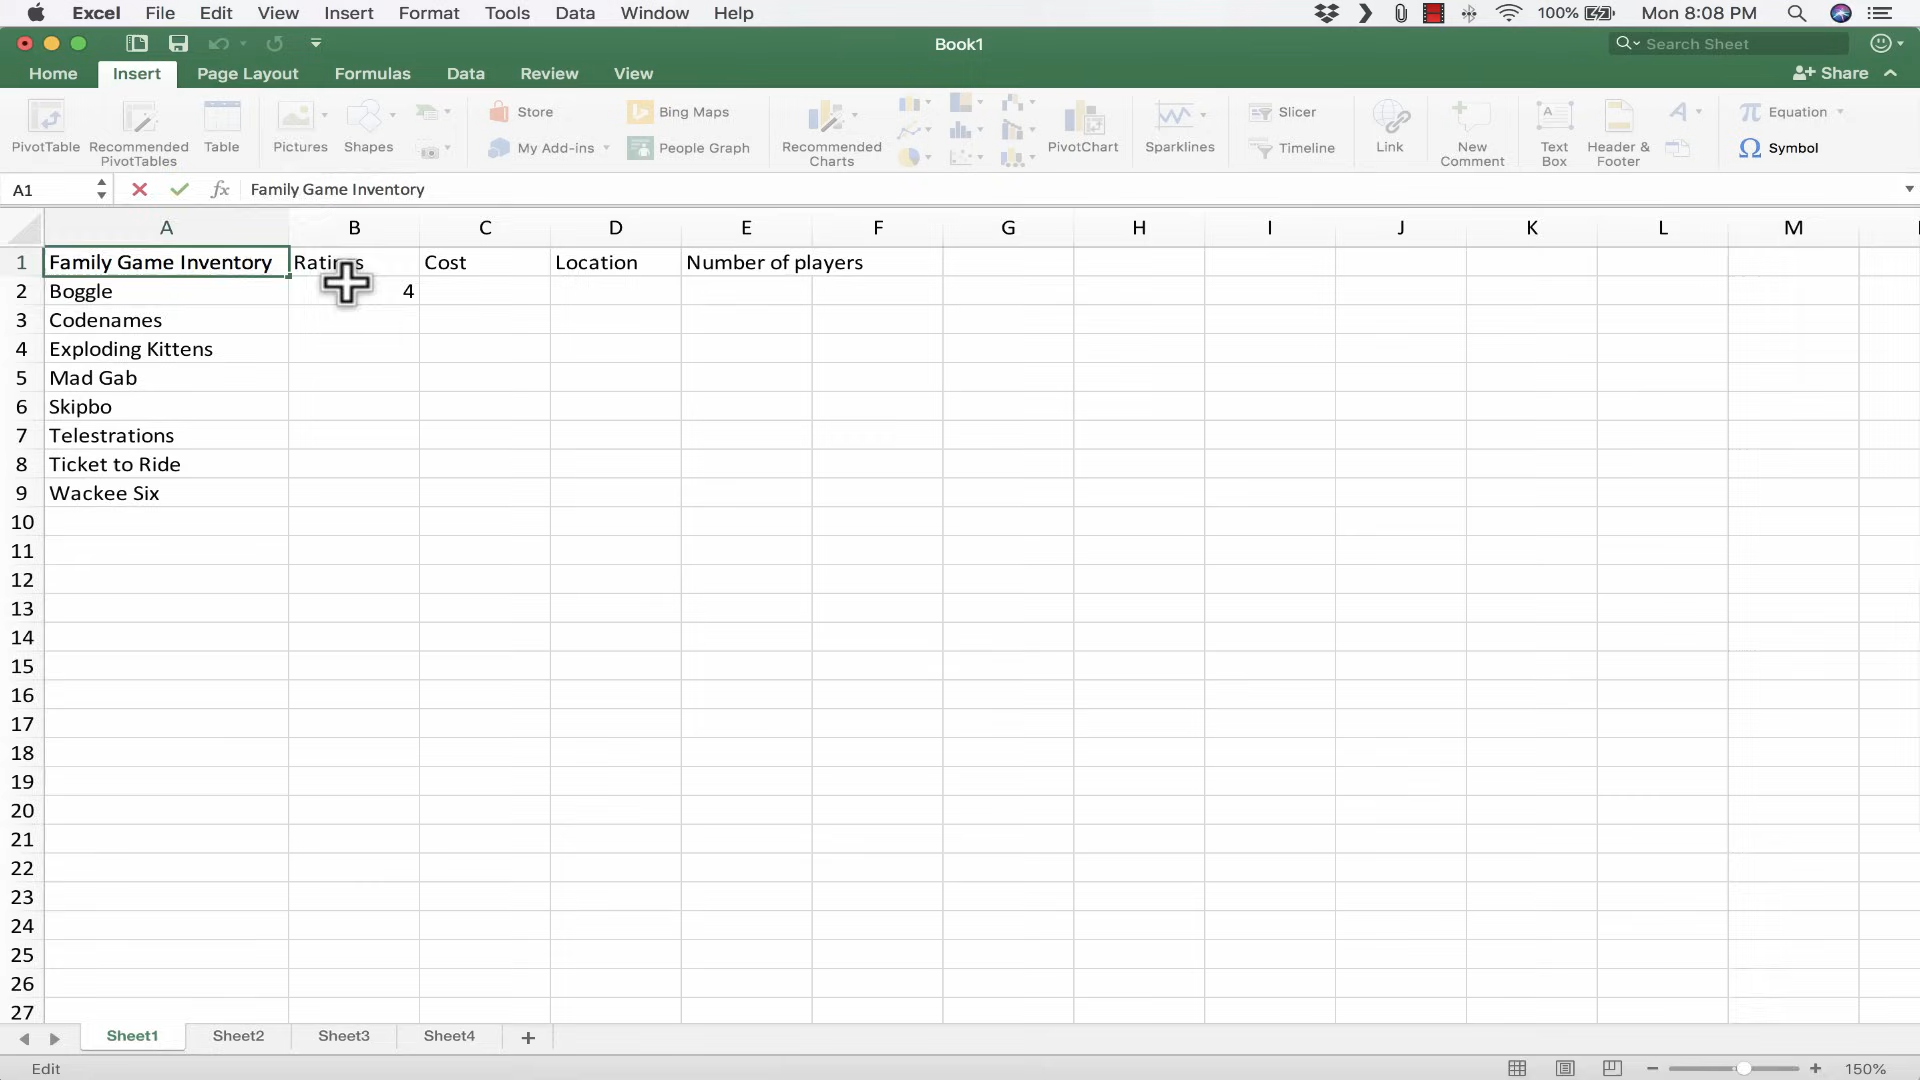 Excel File Edit View Insert Format Tools Data Window Help 100% Mon 8:08 PM
Book1 Search Sheet
Home Insert Page Layout Formulas Data Review View Share
PivotTable Recommended PivotTables Table Pictures Shapes Store My Add-ins Bing Maps People Graph Recommended Charts PivotChart Sparklines Slicer Timeline Link New Comment Text Box Header & Footer A π Equation Ω Symbol
A1 fx Family Game Inventory
A B C D E F G H I J K L M
1 Family Game Inventory Ratings Cost Location Number of players
2 Boggle 4
3 Codenames
4 Exploding Kittens
5 Mad Gab
6 Skipbo
7 Telestrations
8 Ticket to Ride
9 Wackee Six
10
11
12
13
14
15
16
17
18
19
20
21
22
23
24
25
26
27
Sheet1 Sheet2 Sheet3 Sheet4 +
Edit 150%